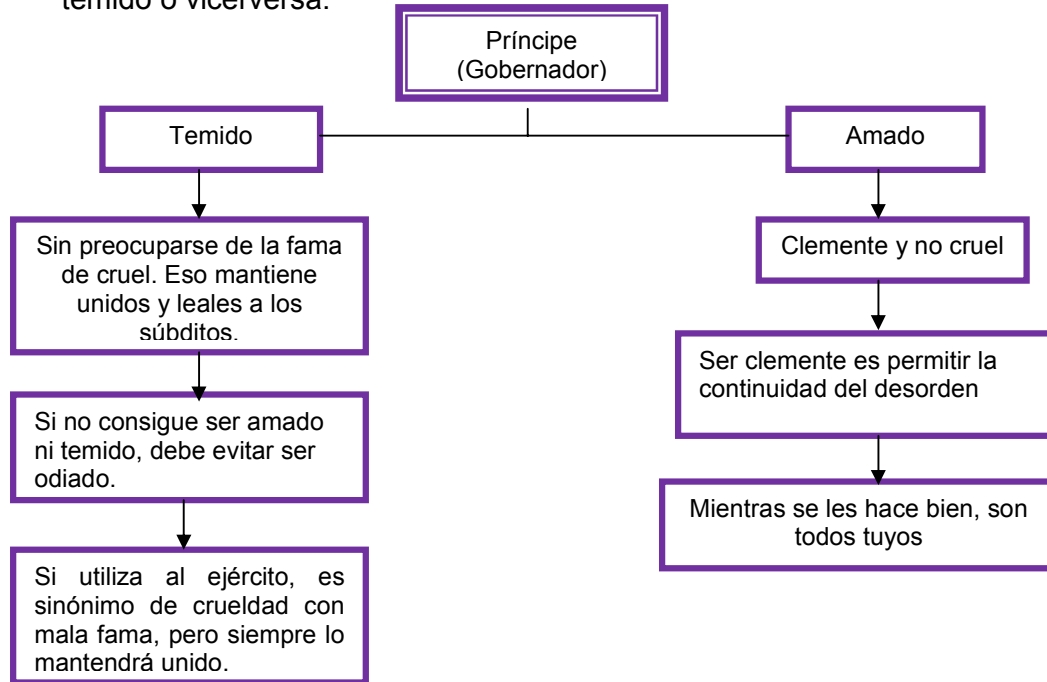 temido o vicerversa.
Príncipe
(Gobernador)
Temido
Amado
Sin preocuparse de la fama
de cruel. Eso mantiene
unidos y leales a los
súbditos.
Clemente y no cruel
Ser clemente es permitir la
continuidad del desorden
Si no consigue ser amado
ni temido, debe evitar ser
odiado.
Mientras se les hace bien, son
todos tuyos
Si utiliza al ejército, es
sinónimo de crueldad con
mala fama, pero siempre lo
mantendrá unido.